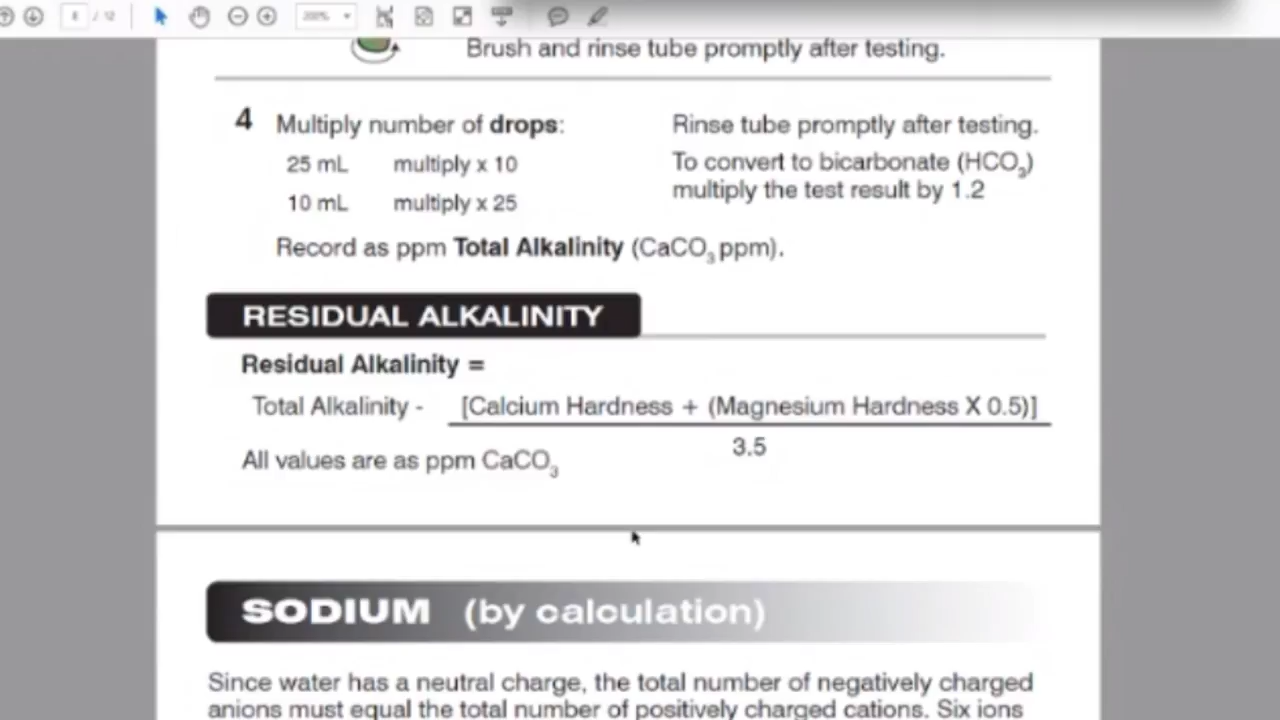 8 / 12
200%
Brush and rinse tube promptly after testing.
4 Multiply number of drops:
25 mL multiply x 10
10 mL multiply x 25
Record as ppm Total Alkalinity (CaCO₃ ppm).
Rinse tube promptly after testing.
To convert to bicarbonate (HCO₃)
multiply the test result by 1.2
RESIDUAL ALKALINITY
Residual Alkalinity =
Total Alkalinity - [Calcium Hardness + (Magnesium Hardness X 0.5)]
3.5
All values are as ppm CaCO₃
SODIUM (by calculation)
Since water has a neutral charge, the total number of negatively charged
anions must equal the total number of positively charged cations. Six ions